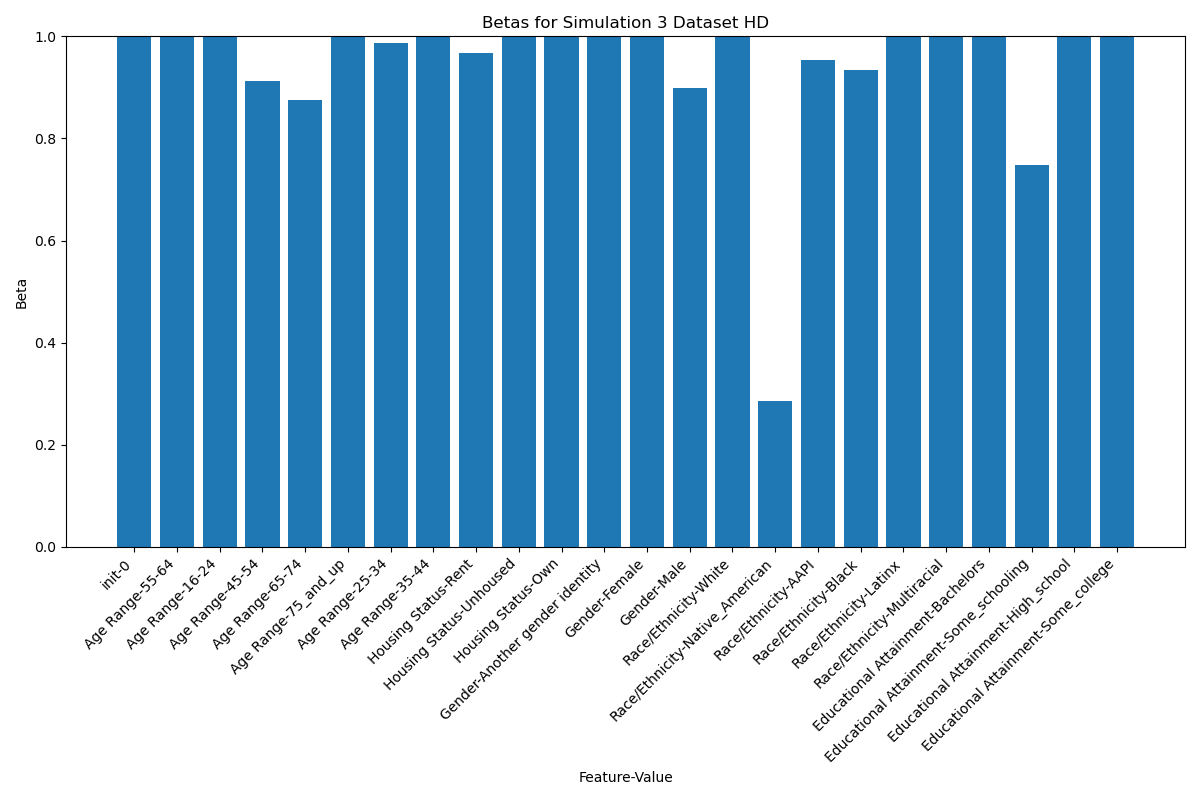 Betas for Simulation 3 Dataset HD
1.0
0.8
0.6
0.4
0.2
0.0
Beta
init-0
Age Range-55-64
Age Range-16-24
Age Range-45-54
Age Range-65-74
Age Range-75_and_up
Age Range-25-34
Age Range-35-44
Housing Status-Rent
Housing Status-Unhoused
Housing Status-Own
Gender-Another gender identity
Gender-Female
Gender-Male
Race/Ethnicity-White
Race/Ethnicity-Native_American
Race/Ethnicity-AAPI
Race/Ethnicity-Black
Race/Ethnicity-Latinx
Race/Ethnicity-Multiracial
Educational Attainment-Bachelors
Educational Attainment-Some_schooling
Educational Attainment-High_school
Educational Attainment-Some_college
Feature-Value